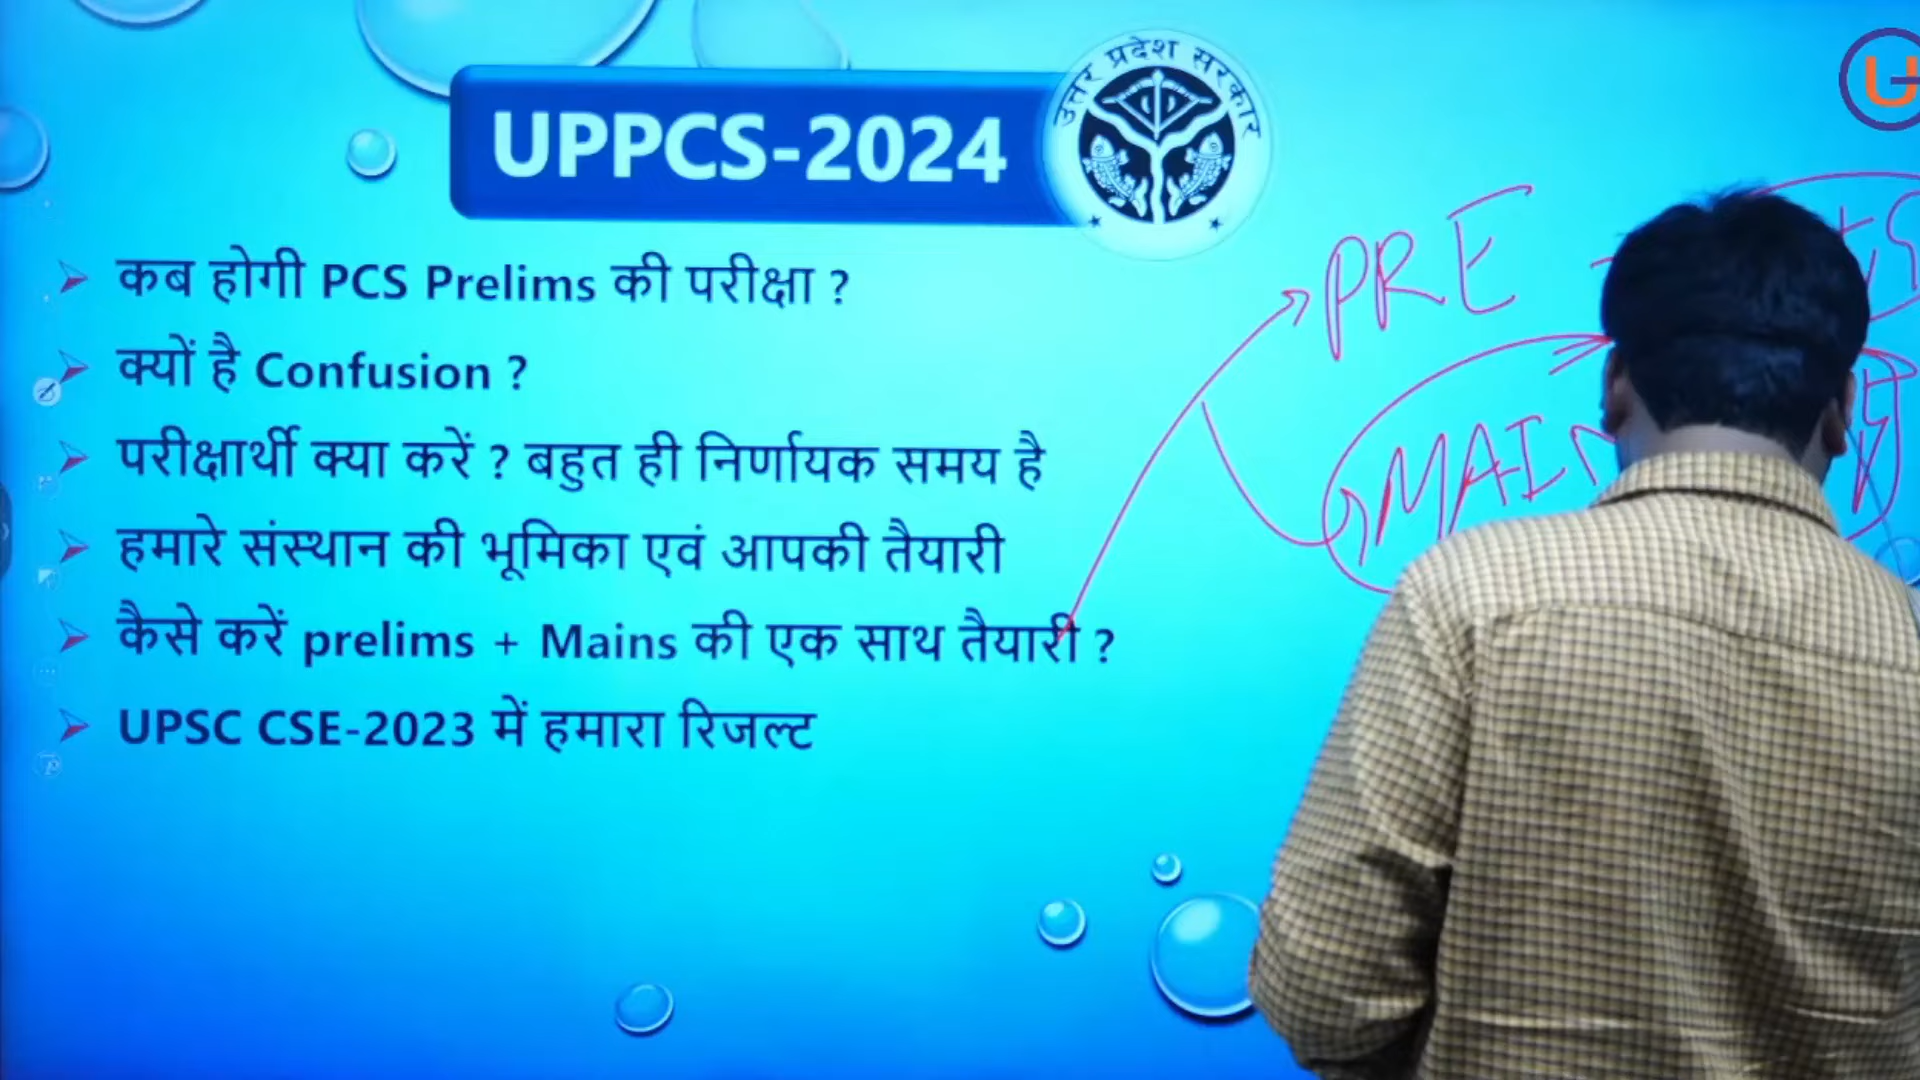 उत्तर प्रदेश सरकार
UPPCS-2024
कब होगी PCS Prelims की परीक्षा ?
क्यों है Confusion ?
परीक्षार्थी क्या करें ? बहुत ही निर्णायक समय है
हमारे संस्थान की भूमिका एवं आपकी तैयारी
कैसे करें prelims + Mains की एक साथ तैयारी ?
UPSC CSE-2023 में हमारा रिजल्ट
PRE
MAIN